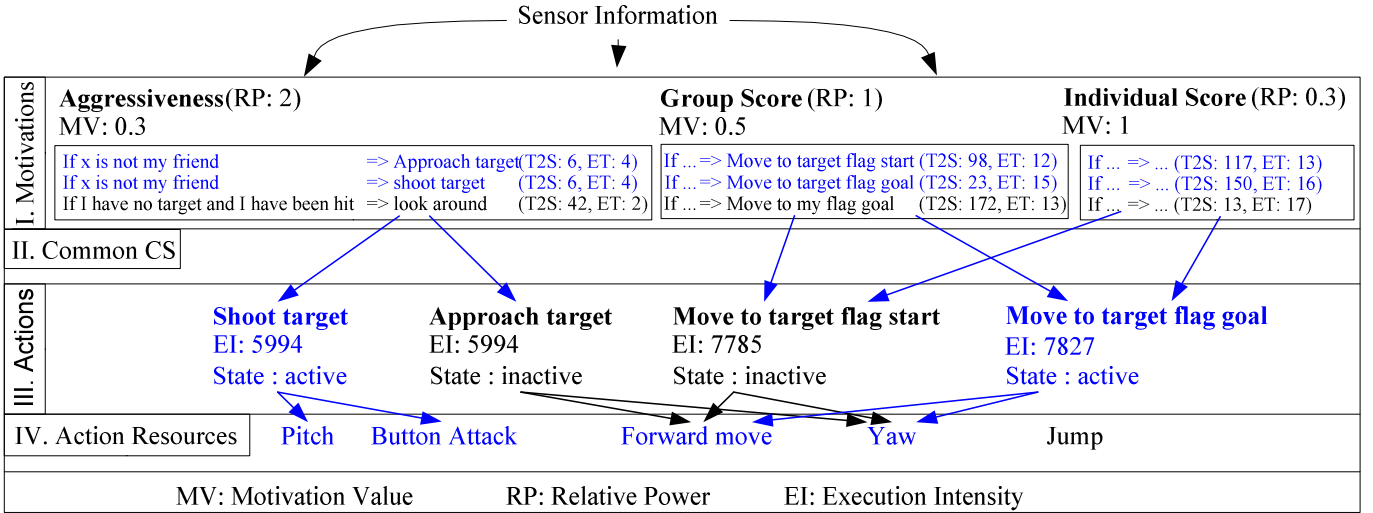 Sensor Information
I. Motivations
Aggressiveness(RP: 2)
MV: 0.3
If x is not my friend => Approach target(T2S: 6, ET: 4)
If x is not my friend => shoot target (T2S: 6, ET: 4)
If I have no target and I have been hit => look around (T2S: 42, ET: 2)
Group Score (RP: 1)
MV: 0.5
If ... => Move to target flag start (T2S: 98, ET: 12)
If ... => Move to target flag goal (T2S: 23, ET: 15)
If ... => Move to my flag goal (T2S: 172, ET: 13)
Individual Score (RP: 0.3)
MV: 1
If ... => ... (T2S: 117, ET: 13)
If ... => ... (T2S: 150, ET: 16)
If ... => ... (T2S: 13, ET: 17)
II. Common CS
III. Actions
Shoot target
EI: 5994
State : active
Approach target
EI: 5994
State : inactive
Move to target flag start
EI: 7785
State : inactive
Move to target flag goal
EI: 7827
State : active
IV. Action Resources
Pitch
Button Attack
Forward move
Yaw
Jump
MV: Motivation Value
RP: Relative Power
EI: Execution Intensity